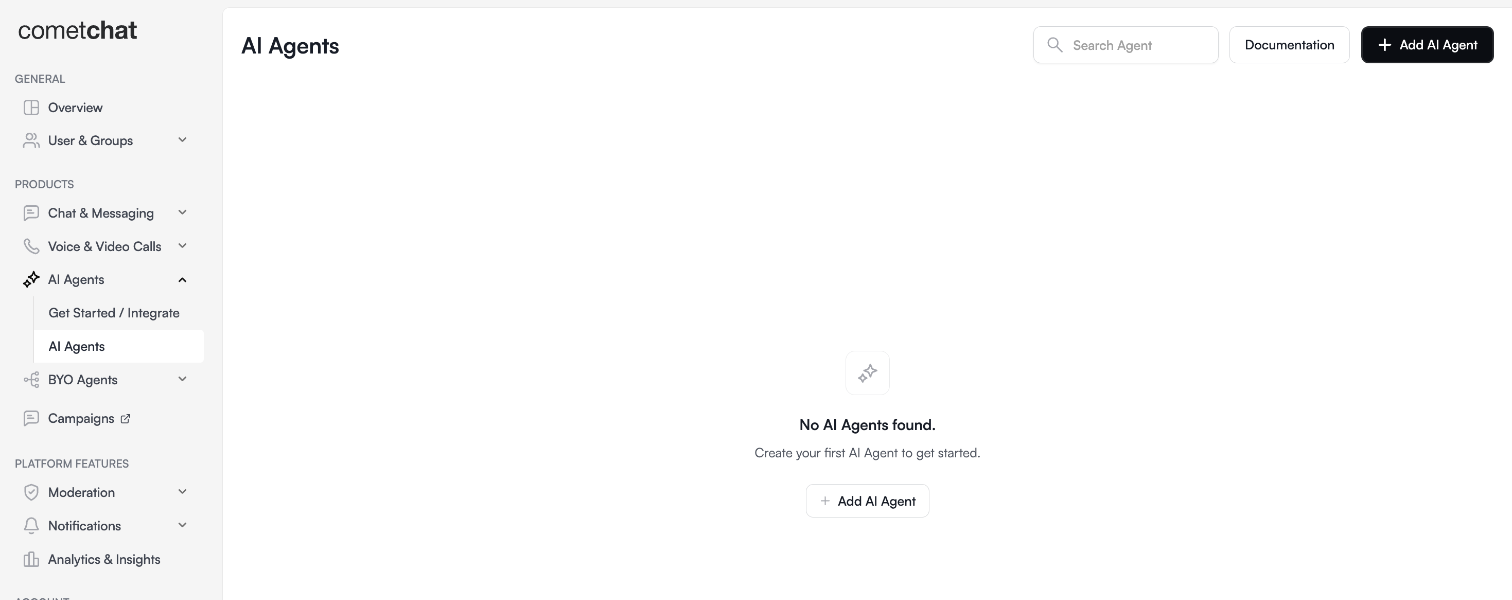 cometchat
GENERAL
Overview
User & Groups
PRODUCTS
Chat & Messaging
Voice & Video Calls
AI Agents
Get Started / Integrate
AI Agents
BYO Agents
Campaigns
PLATFORM FEATURES
Moderation
Notifications
Analytics & Insights
ACCOUNT
AI Agents
Search Agent
Documentation
Add AI Agent
No AI Agents found.
Create your first AI Agent to get started.
Add AI Agent